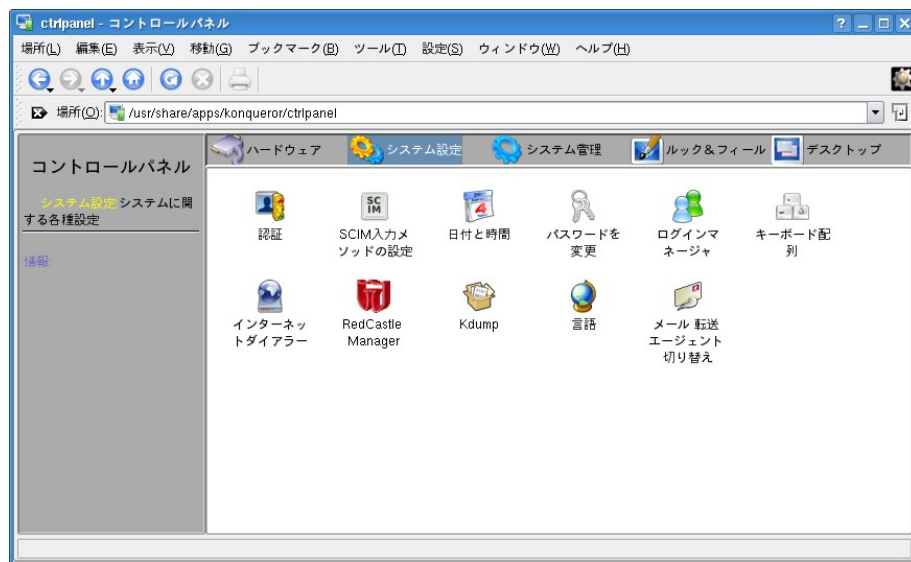 ctrlpanel - コントロールパネル
場所(L) 編集(E) 表示(V) 移動(G) ブックマーク(B) ツール(T) 設定(S) ウィンドウ(W) ヘルプ(H)
場所(O): /usr/share/apps/konqueror/ctrlpanel
コントロールパネル
システム設定:システムに関
する各種設定
情報:
ハードウェア システム設定 システム管理 ルック&フィール デスクトップ
認証
SCIM入力メ
ソッドの設定
日付と時間
パスワードを
変更
ログインマ
ネージャ
キーボード配
列
インターネッ
トダイアラー
RedCastle
Manager
Kdump
言語
メール 転送
エージェント
切り替え